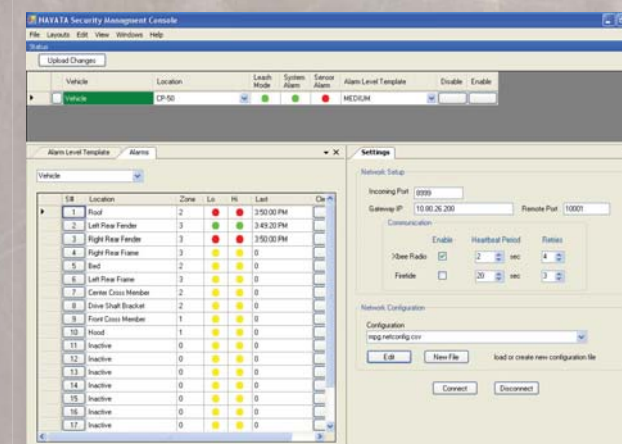 NAYATA Security Managment Console
File Layouts Edit View Windows Help
Status
Upload Changes
Vehicle Location Leash Mode System Alarm Sensor Alarm Alarm Level Template Disable Enable
Vehicle CP-50 MEDIUM
Alarm Level Template Alarms
Vehicle
S# Location Zone Lo Hi Last
1 Roof 2 3:50:00 PM
2 Left Rear Fender 3 3:49:20 PM
3 Right Rear Fender 3 3:50:00 PM
4 Right Rear Frame 3 0
5 Bed 2 0
6 Left Rear Frame 3 0
7 Center Cross Member 2 0
8 Drive Shaft Bracket 2 0
9 Front Cross Member 1 0
10 Hood 1 0
11 Inactive 0 0
12 Inactive 0 0
13 Inactive 0 0
14 Inactive 0 0
15 Inactive 0 0
16 Inactive 0 0
17 Inactive 0 0
Settings
Network Setup
Incoming Port 8999
Gateway IP 10.80.26.200 Remote Port 10001
Communication
Enable Heartbeat Period Retries
Xbee Radio 2 sec 4
Firetide 20 sec 3
Network Configuration
Configuration
mpg.netconfig.csv
Edit New File load or create new configuration file
Connect Disconnect